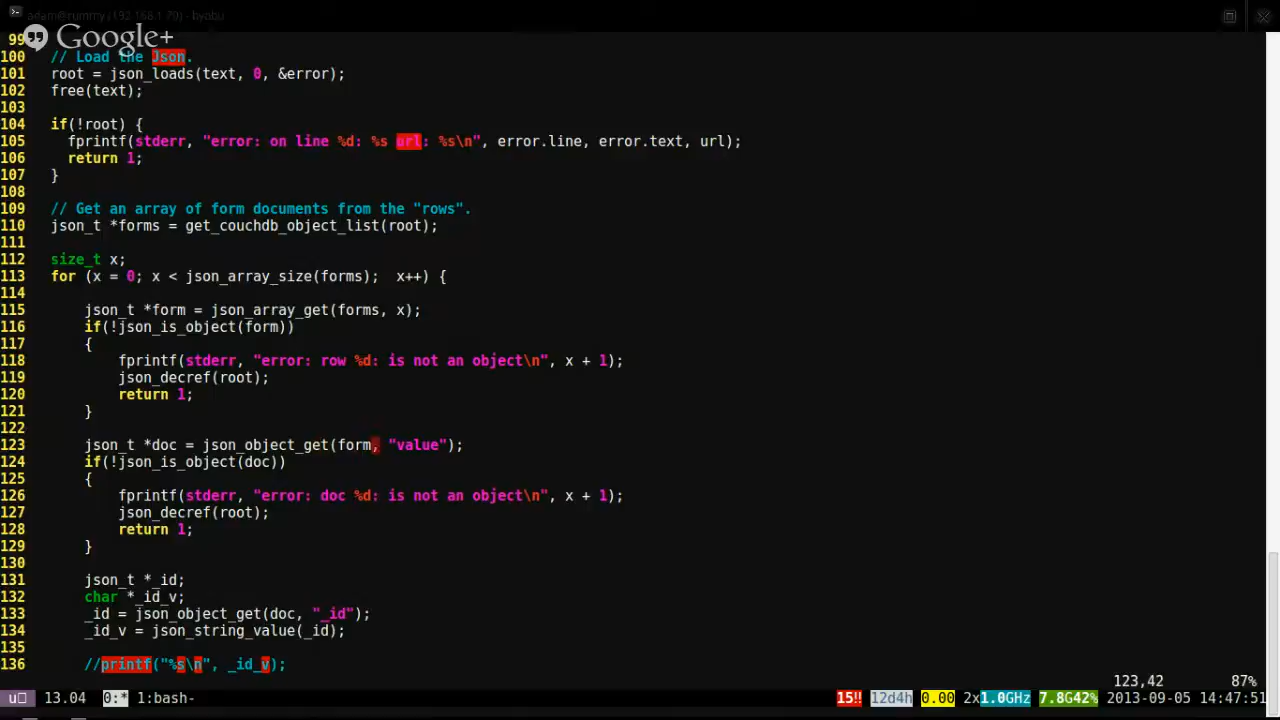 adam@rummy: (192.168.1.79) - byobu
Google+
99
100 // Load the Json.
101 root = json_loads(text, 0, &error);
102 free(text);
103
104 if(!root) {
105 fprintf(stderr, "error: on line %d: %s url: %s\n", error.line, error.text, url);
106 return 1;
107 }
108
109 // Get an array of form documents from the "rows".
110 json_t *forms = get_couchdb_object_list(root);
111
112 size_t x;
113 for (x = 0; x < json_array_size(forms); x++) {
114
115 json_t *form = json_array_get(forms, x);
116 if(!json_is_object(form))
117 {
118 fprintf(stderr, "error: row %d: is not an object\n", x + 1);
119 json_decref(root);
120 return 1;
121 }
122
123 json_t *doc = json_object_get(form, "value");
124 if(!json_is_object(doc))
125 {
126 fprintf(stderr, "error: doc %d: is not an object\n", x + 1);
127 json_decref(root);
128 return 1;
129 }
130
131 json_t *_id;
132 char *_id_v;
133 _id = json_object_get(doc, "_id");
134 _id_v = json_string_value(_id);
135
136 //printf("%s\n", _id_v);
123,42 87%
u 13.04 0:* 1:bash- 15!! 12d4h 0.00 2x1.0GHz 7.8G42% 2013-09-05 14:47:51